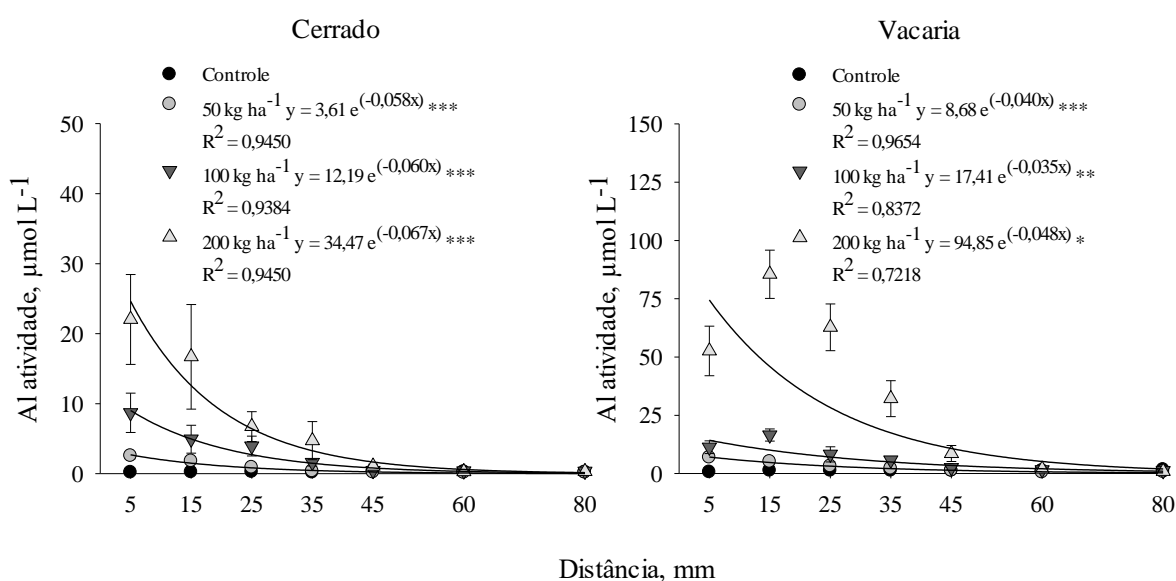 Cerrado
Controle
50 kg ha⁻¹ y = 3,61 e(-0,058x) ***
R² = 0,9450
100 kg ha⁻¹ y = 12,19 e(-0,060x) ***
R² = 0,9384
200 kg ha⁻¹ y = 34,47 e(-0,067x) ***
R² = 0,9450
Al atividade, µmol L⁻¹
50
40
30
20
10
0
5 15 25 35 45 60 80
Vacaria
Controle
50 kg ha⁻¹ y = 8,68 e(-0,040x) ***
R² = 0,9654
100 kg ha⁻¹ y = 17,41 e(-0,035x) **
R² = 0,8372
200 kg ha⁻¹ y = 94,85 e(-0,048x) *
R² = 0,7218
Al atividade, µmol L⁻¹
150
125
100
75
50
25
0
5 15 25 35 45 60 80
Distância, mm